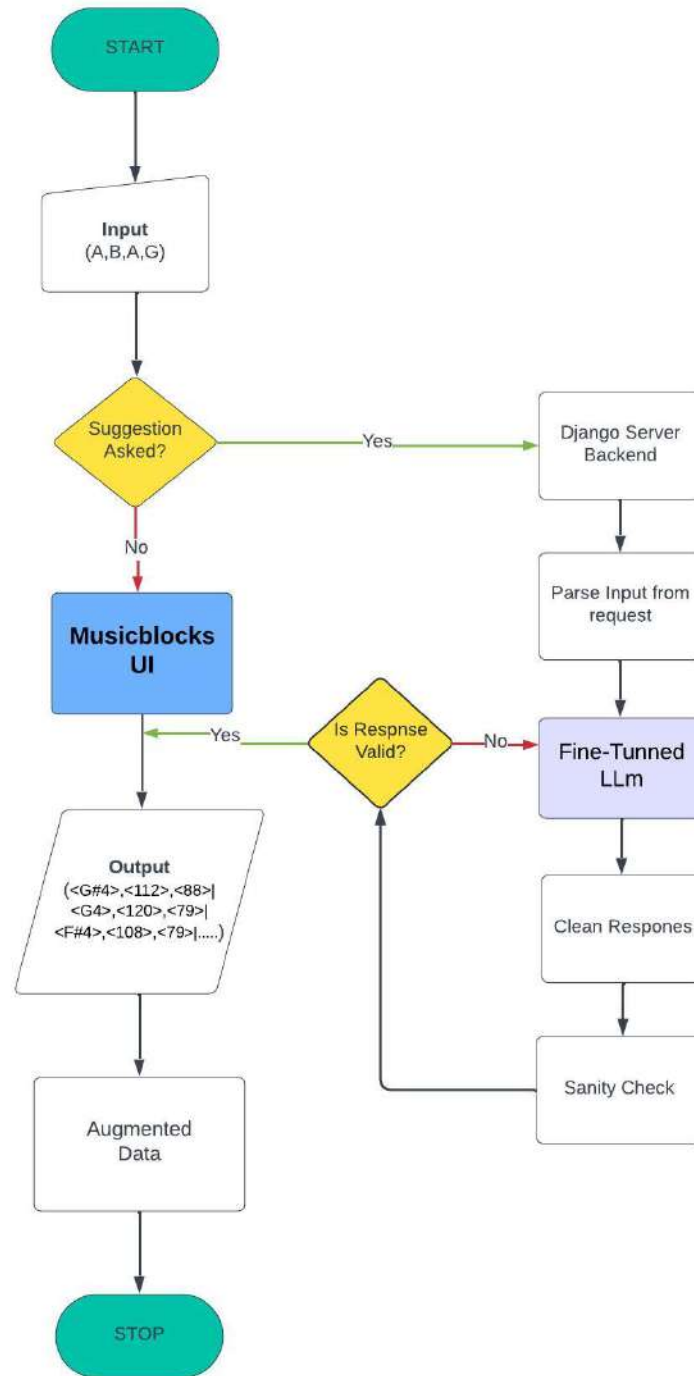 START
Input
(A,B,A,G)
Suggestion
Asked?
Yes
Django Server
Backend
No
Parse Input from
request
Musicblocks
UI
Is Respnse
Valid?
Yes
No
Fine-Tunned
LLm
Output
(<G#4>,<112>,<88>|
<G4>,<120>,<79>|
<F#4>,<108>,<79>|.....)
Clean Respones
Sanity Check
Augmented
Data
STOP